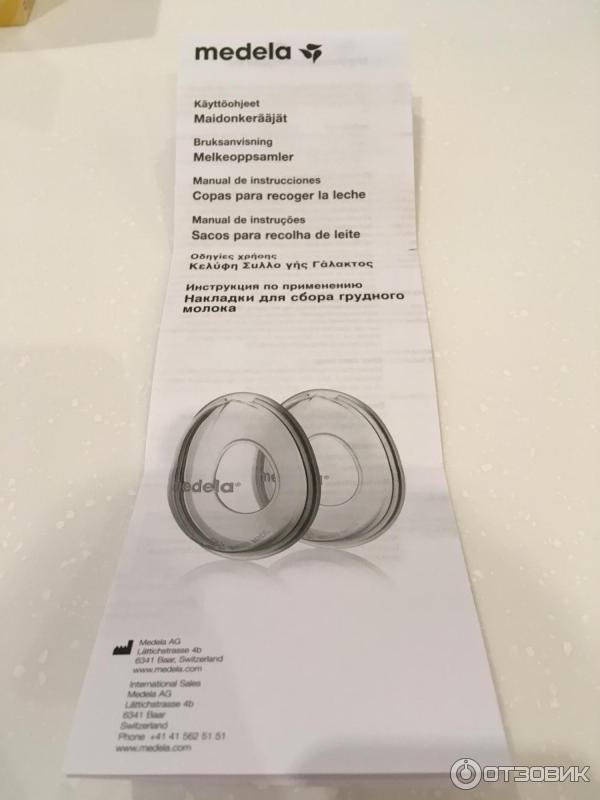 medela
Käyttöohjeet
Maidonkerääjät
Bruksanvisning
Melkeoppsamler
Manual de instrucciones
Copas para recoger la leche
Manual de instruções
Sacos para recolha de leite
Οδηγίες χρήσης
Κελύφη Συλλο γής Γάλακτος
Инструкция по применению
Накладки для сбора грудного
молока
medela
me
Medela AG
Lättichstrasse 4b
6341 Baar, Switzerland
www.medela.com
International Sales
Medela AG
Lättichstrasse 4b
6341 Baar
Switzerland
Phone +41 41 562 51 51
www.medela.com
ОТЗОВИК